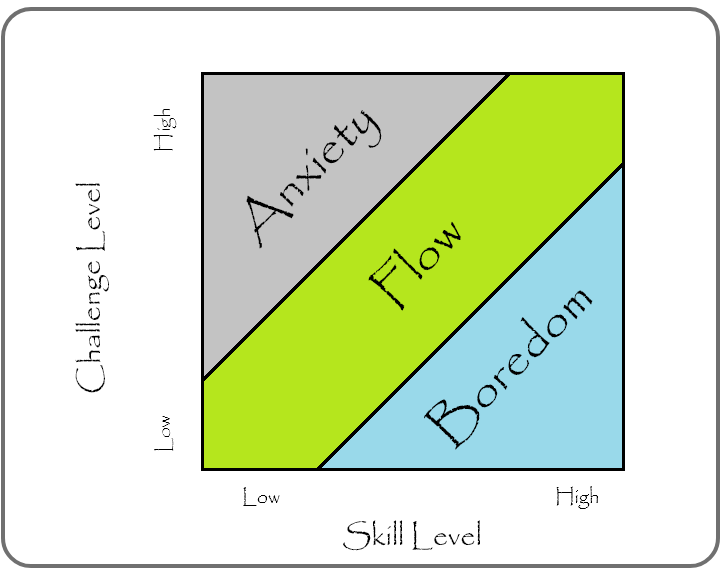 High
Anxiety
Challenge Level
Flow
Boredom
Low
Low
High
Skill Level